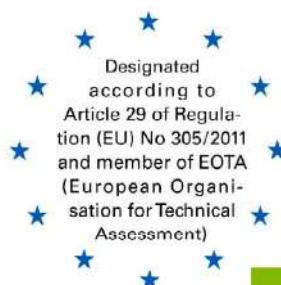 Designated
according to
Article 29 of Regula-
tion (EU) No 305/2011
and member of EOTA
(European Organi-
sation for Technical
Assessment)